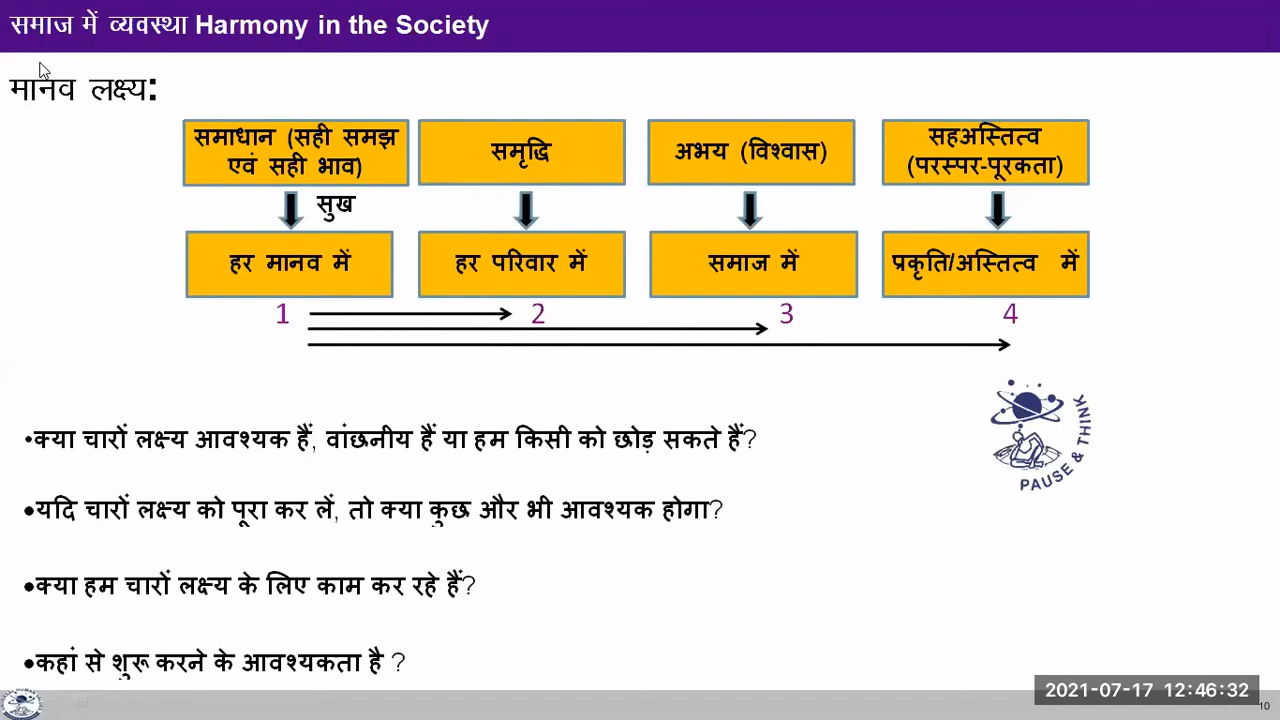 समाज में व्यवस्था Harmony in the Society
मानव लक्ष्य:
समाधान (सही समझ
एवं सही भाव)
समृद्धि
अभय (विश्वास)
सहअस्तित्व
(परस्पर-पूरकता)
सुख
हर मानव में
हर परिवार में
समाज में
प्रकृति/अस्तित्व में
1
2
3
4
•क्या चारों लक्ष्य आवश्यक हैं, वांछनीय हैं या हम किसी को छोड़ सकते हैं?
•यदि चारों लक्ष्य को पूरा कर लें, तो क्या कुछ और भी आवश्यक होगा?
•क्या हम चारों लक्ष्य के लिए काम कर रहे हैं?
•कहां से शुरू करने के आवश्यकता है ?
PAUSE & THINK
2021-07-17 12:46:32
10